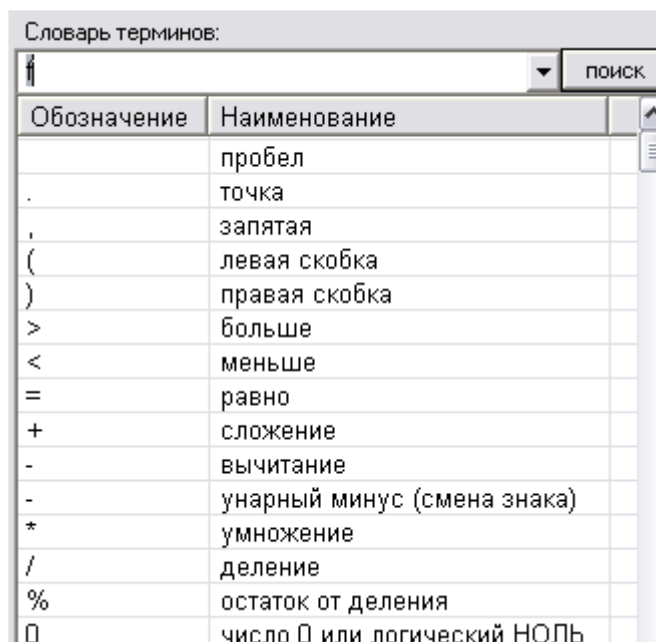 Словарь терминов:
f
поиск
Обозначение Наименование
пробел
. точка
, запятая
( левая скобка
) правая скобка
> больше
< меньше
= равно
+ сложение
- вычитание
- унарный минус (смена знака)
* умножение
/ деление
% остаток от деления
0 число 0 или логический НОЛЬ